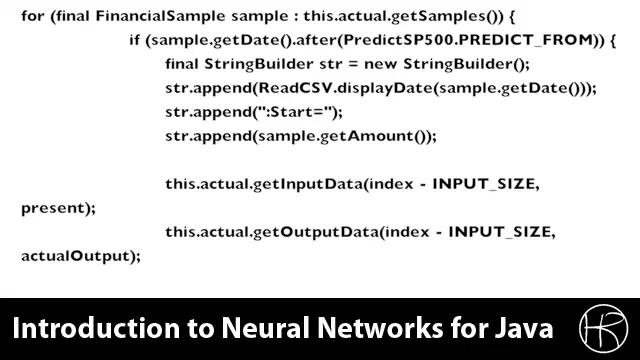 for (final FinancialSample sample : this.actual.getSamples()) {
if (sample.getDate().after(PredictSP500.PREDICT_FROM)) {
final StringBuilder str = new StringBuilder();
str.append(ReadCSV.displayDate(sample.getDate()));
str.append(":Start=");
str.append(sample.getAmount());
this.actual.getInputData(index - INPUT_SIZE,
present);
this.actual.getOutputData(index - INPUT_SIZE,
actualOutput);
Introduction to Neural Networks for Java